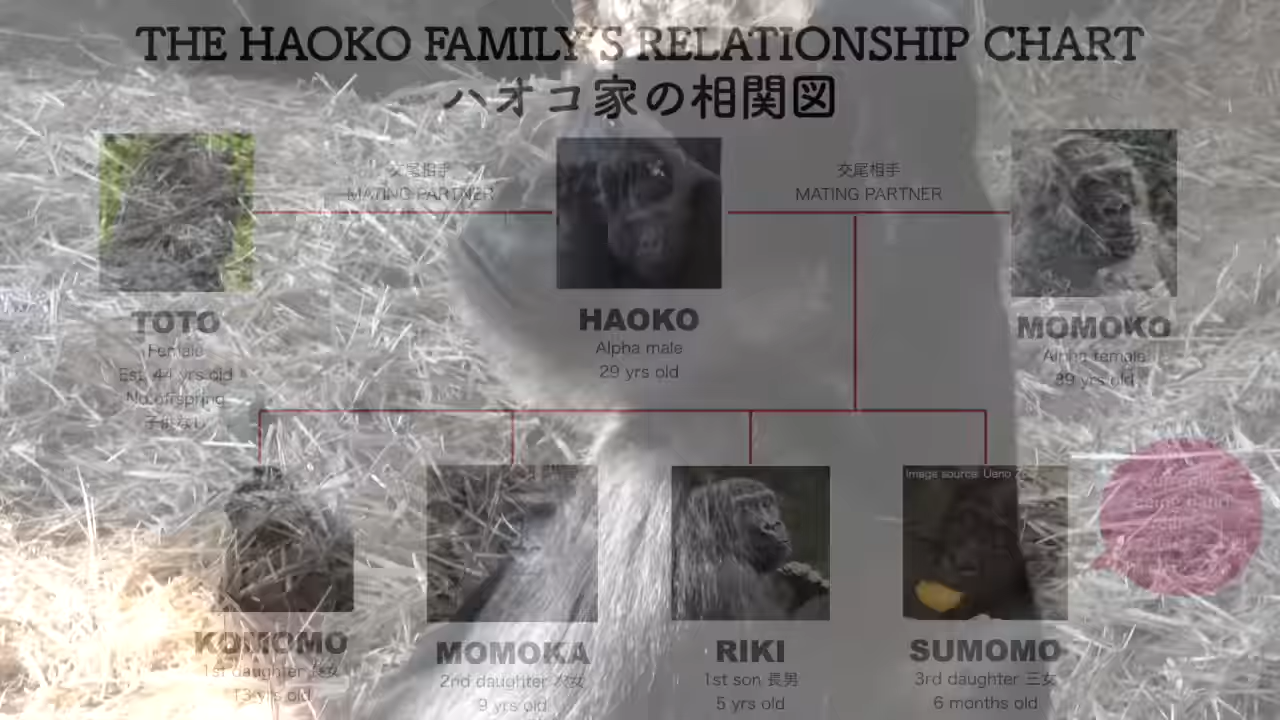 THE HAOKO FAMILY'S RELATIONSHIP CHART
ハオコ家の相関図
交尾相手
MATING PARTNER
交尾相手
MATING PARTNER
TOTO
Female
Est. 44 yrs old
No offspring
子供なし
HAOKO
Alpha male
29 yrs old
MOMOKO
Alpha female
39 yrs old
Image source: Ueno
KOMOMO
1st daughter 長女
13 yrs old
MOMOKA
2nd daughter 次女
9 yrs old
RIKI
1st son 長男
5 yrs old
SUMOMO
3rd daughter 三女
6 months old